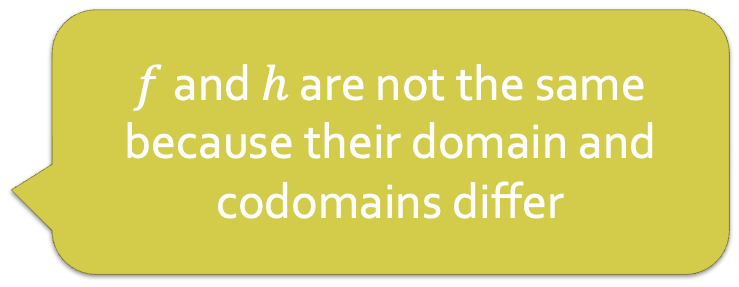 f and h are not the same
because their domain and
codomains differ